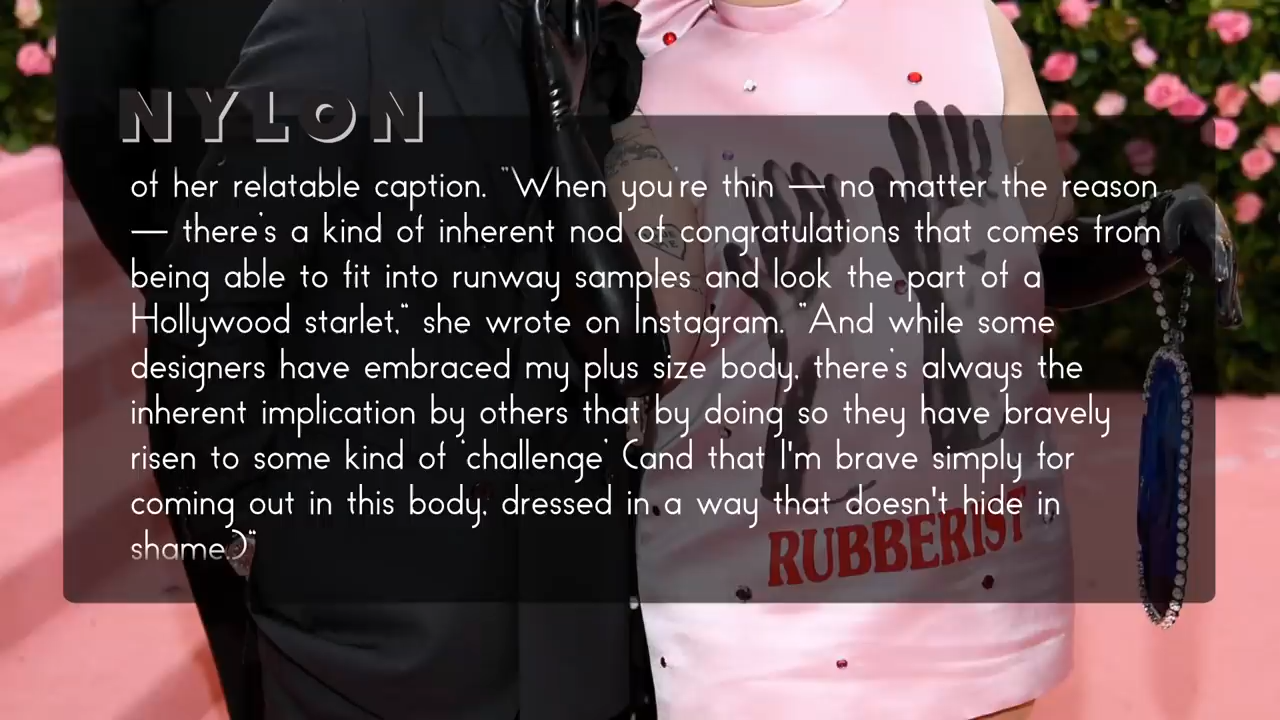 NYLON
of her relatable caption. "When you're thin — no matter the reason
— there's a kind of inherent nod of congratulations that comes from
being able to fit into runway samples and look the part of a
Hollywood starlet," she wrote on Instagram. "And while some
designers have embraced my plus size body, there's always the
inherent implication by others that by doing so they have bravely
risen to some kind of 'challenge' (and that I'm brave simply for
coming out in this body, dressed in a way that doesn't hide in
shame.)"
RUBBERIST